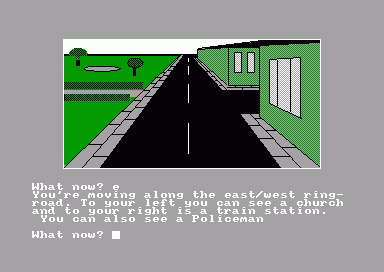 What now? e
You're moving along the east/west ring-
road. To your left you can see a church
and to your right is a train station.
You can also see a Policeman
What now?